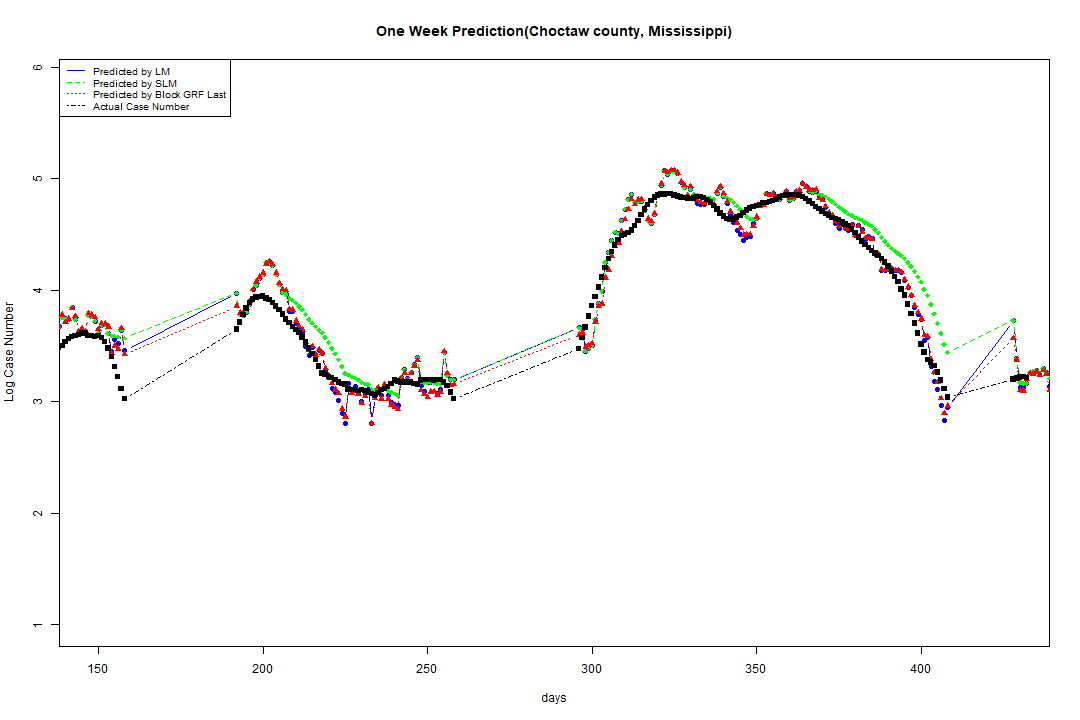 One Week Prediction(Choctaw county, Mississippi)
Predicted by LM
Predicted by SLM
Predicted by Block GRF Last
Actual Case Number
6
5
4
3
2
1
Log Case Number
150 200 250 300 350 400
days